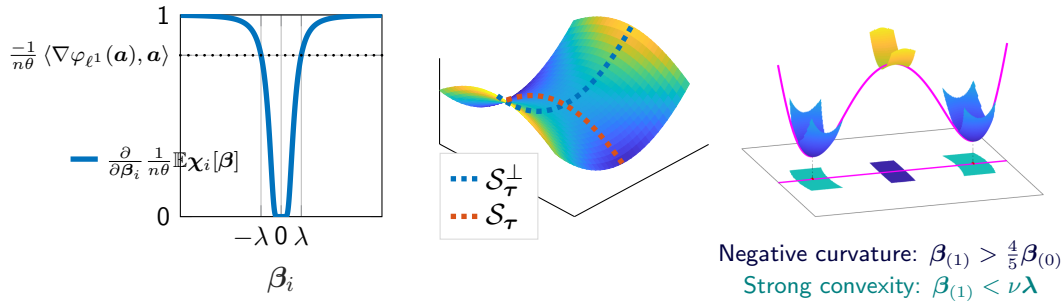 1
$\frac{-1}{n\theta} \langle \nabla \varphi_{\ell^1}(\boldsymbol{a}), \boldsymbol{a} \rangle$
$\frac{\partial}{\partial \boldsymbol{\beta}_i} \frac{1}{n\theta} \mathbb{E} \boldsymbol{\chi}_i[\boldsymbol{\beta}]$
0
−λ 0 λ
$\boldsymbol{\beta}_i$
$\mathcal{S}_{\boldsymbol{\tau}}^{\perp}$
$\mathcal{S}_{\boldsymbol{\tau}}$
Negative curvature: $\boldsymbol{\beta}_{(1)} > \frac{4}{5} \boldsymbol{\beta}_{(0)}$
Strong convexity: $\boldsymbol{\beta}_{(1)} < \nu \boldsymbol{\lambda}$